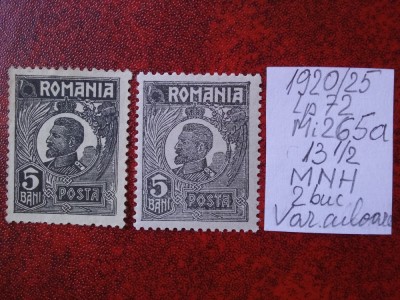 ROMANIA
5
BANI
POSTA
ROMANIA
5
BANI
POSTA
1920/25
Lp 72
Mi 265a
13 1/2
MNH
2 buc
Var. culoare